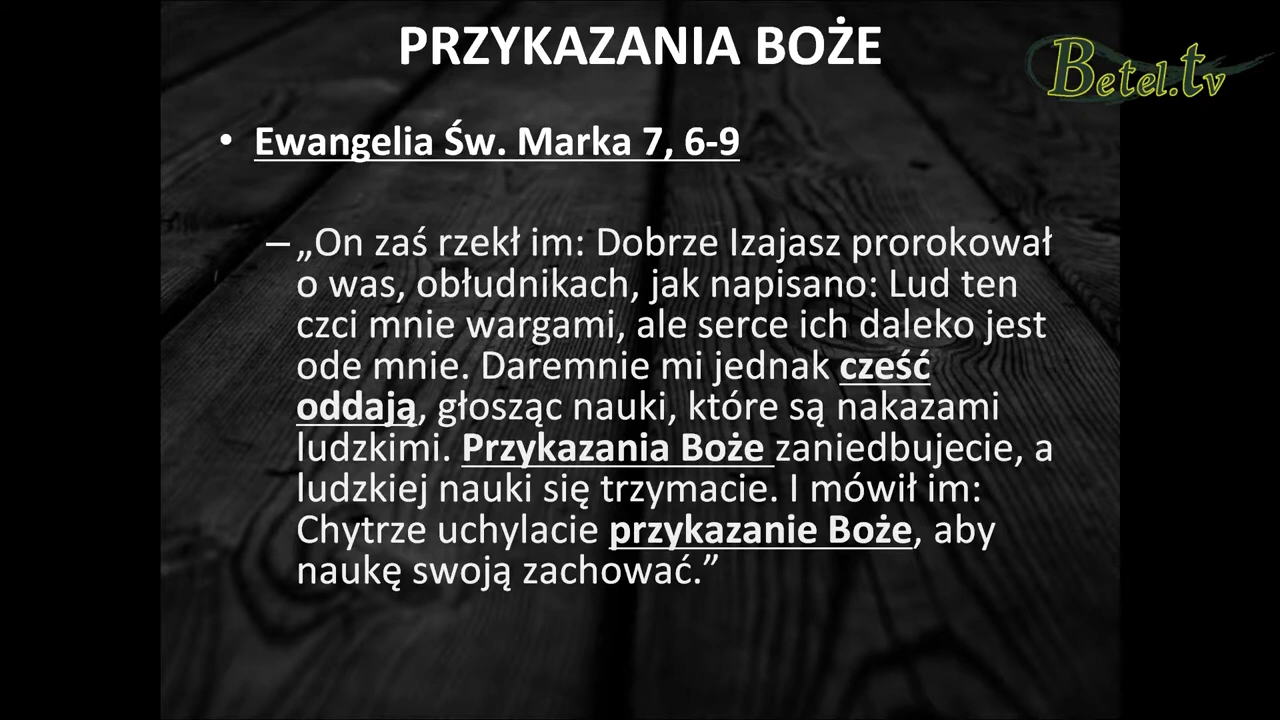 PRZYKAZANIA BOŻE
Betel.tv
• Ewangelia Św. Marka 7, 6-9
– „On zaś rzekł im: Dobrze Izajasz prorokował
o was, obłudnikach, jak napisano: Lud ten
czci mnie wargami, ale serce ich daleko jest
ode mnie. Daremnie mi jednak cześć
oddają, głosząc nauki, które są nakazami
ludzkimi. Przykazania Boże zaniedbujecie, a
ludzkiej nauki się trzymacie. I mówił im:
Chytrze uchylacie przykazanie Boże, aby
naukę swoją zachować.”